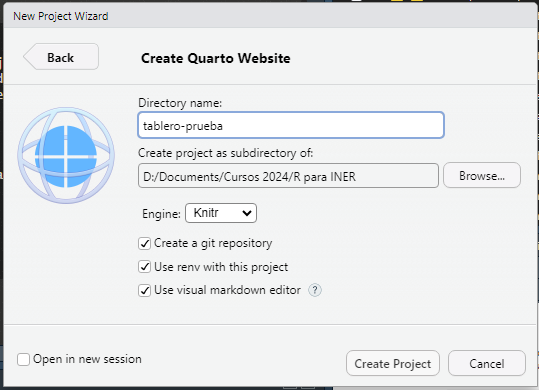 New Project Wizard
Back
Create Quarto Website
Directory name:
tablero-prueba
Create project as subdirectory of:
D:/Documents/Cursos 2024/R para INER
Browse...
Engine: Knitr
Create a git repository
Use renv with this project
Use visual markdown editor ?
Open in new session
Create Project
Cancel